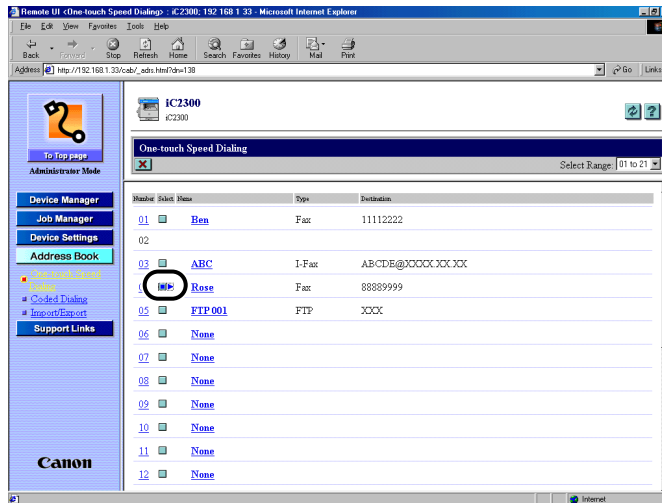 Remote UI <One-touch Speed Dialing> : iC2300; 192 168 1 33 - Microsoft Internet Explorer
File Edit View Favorites Tools Help
Back Forward Stop Refresh Home Search Favorites History Mail Print
Address http://192.168.1.33/cab/_adrs.html?dn=138 Go Links
iC2300
iC2300
To Top page
Administrator Mode
One-touch Speed Dialing
Select Range: 01 to 21
Device Manager
Job Manager
Device Settings
Address Book
One-touch Speed
Dialing
Coded Dialing
Import/Export
Support Links
Canon
Number Select Name Type Destination
01 Ben Fax 11112222
02
03 ABC I-Fax ABCDE@XXXX.XX.XX
Rose Fax 88889999
05 FTP 001 FTP XXX
06 None
07 None
08 None
09 None
10 None
11 None
12 None
Internet